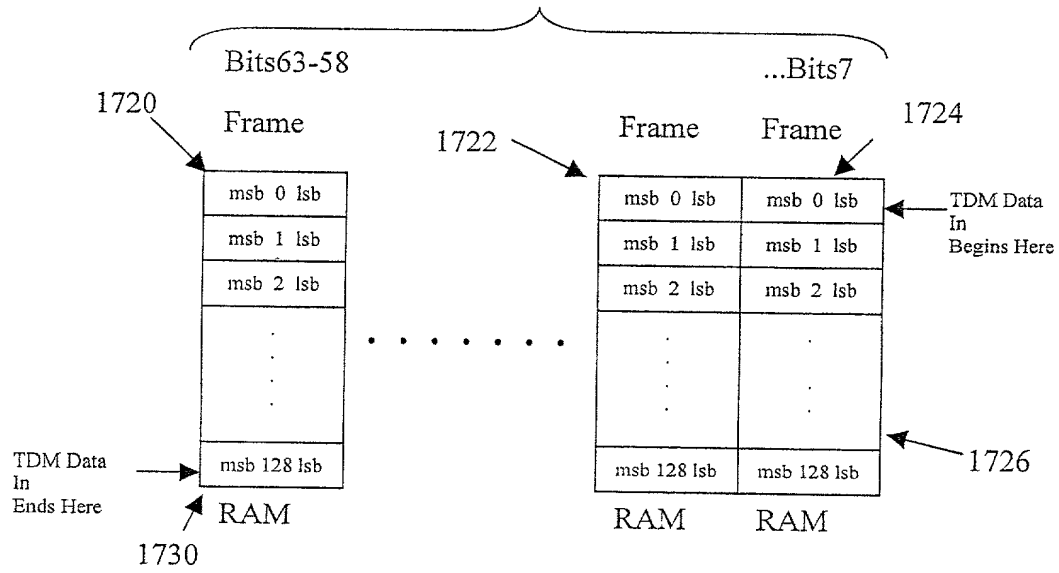 Bits63-58 ...Bits7
1720 Frame 1722 Frame Frame 1724
msb 0 lsb msb 0 lsb msb 0 lsb
TDM Data
In
Begins Here
msb 1 lsb msb 1 lsb msb 1 lsb
msb 2 lsb msb 2 lsb msb 2 lsb
TDM Data
In
Ends Here
msb 128 lsb msb 128 lsb msb 128 lsb
1726
RAM RAM RAM
1730